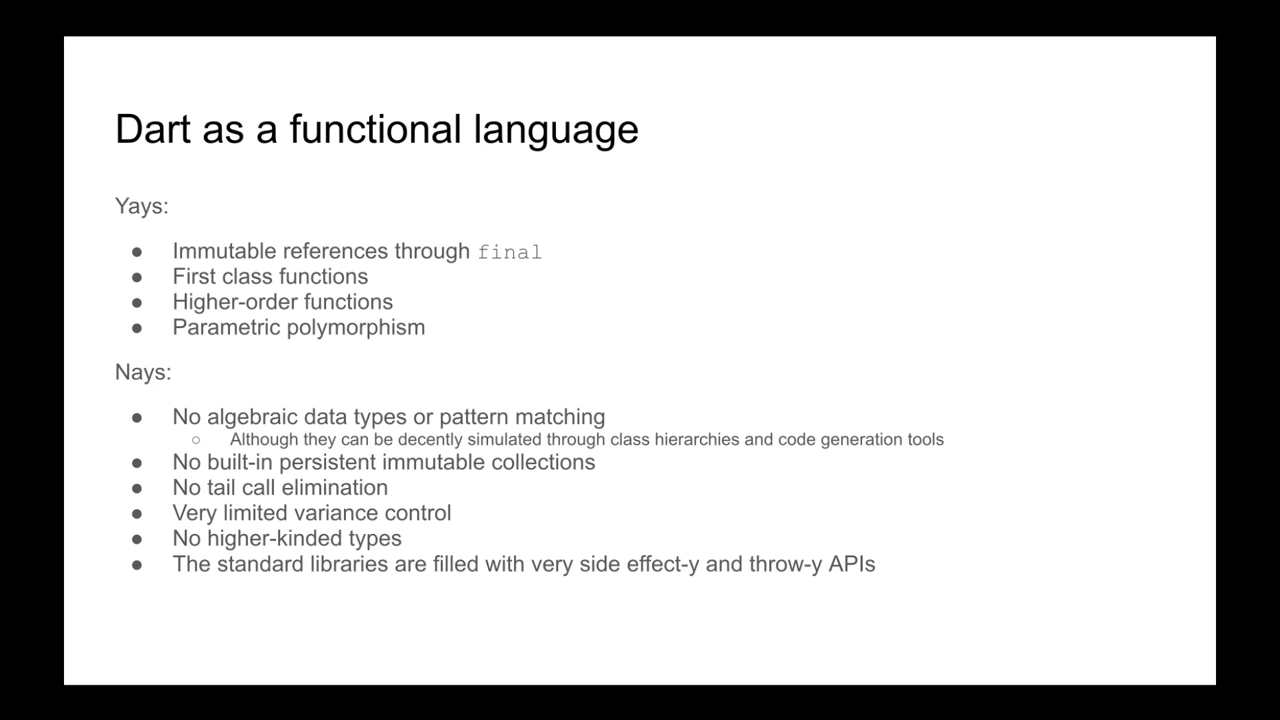 Dart as a functional language
Yays:
● Immutable references through final
● First class functions
● Higher-order functions
● Parametric polymorphism
Nays:
● No algebraic data types or pattern matching
○ Although they can be decently simulated through class hierarchies and code generation tools
● No built-in persistent immutable collections
● No tail call elimination
● Very limited variance control
● No higher-kinded types
● The standard libraries are filled with very side effect-y and throw-y APIs